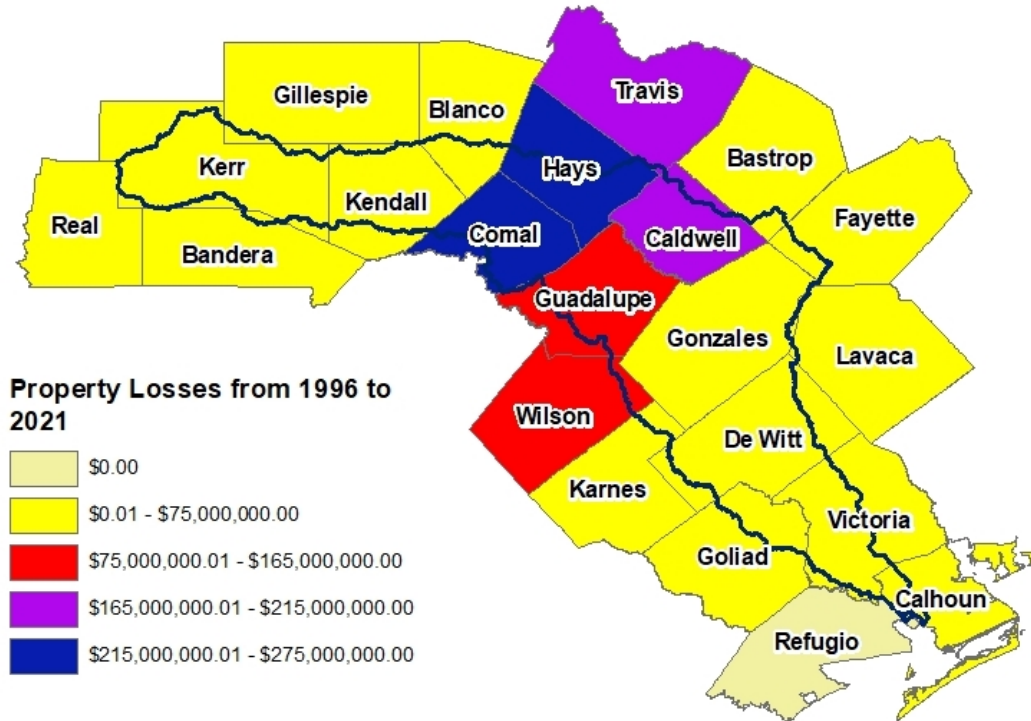 Travis
Gillespie
Blanco
Bastrop
Kerr
Hays
Kendall
Real
Fayette
Comal
Caldwell
Bandera
Guadalupe
Gonzales
Lavaca
Property Losses from 1996 to
2021
$0.00
$0.01 - $75,000,000.00
$75,000,000.01 - $165,000,000.00
$165,000,000.01 - $215,000,000.00
$215,000,000.01 - $275,000,000.00
Wilson
De Witt
Karnes
Victoria
Goliad
Calhoun
Refugio